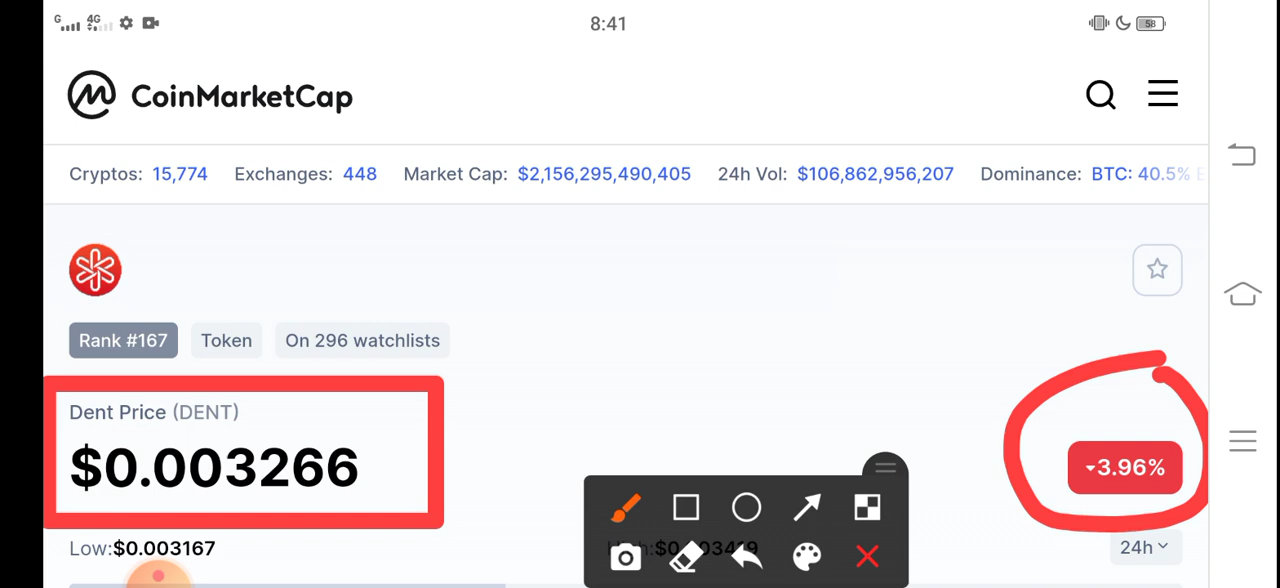 G 4G 8:41 58
CoinMarketCap
Cryptos: 15,774 Exchanges: 448 Market Cap: $2,156,295,490,405 24h Vol: $106,862,956,207 Dominance: BTC: 40.5%
Rank #167 Token On 296 watchlists
Dent Price (DENT)
$0.003266 3.96%
Low:$0.003167 24h